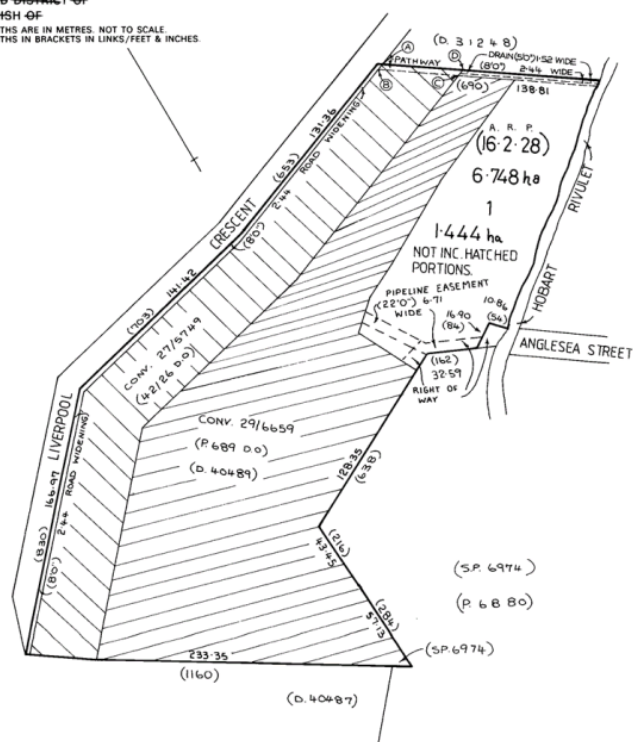 D DISTRICT OF
ISH OF
THS ARE IN METRES. NOT TO SCALE.
THS IN BRACKETS IN LINKS/FEET & INCHES.
(D. 31248)
A
D
PATHWAY
DRAIN(5'0")1·52 WIDE
(8'0") 2·44 WIDE
B
C
(690)
138·81
A. R. P.
(16·2·28)
6·748 ha
1
1·444 ha
NOT INC. HATCHED
PORTIONS.
PIPELINE EASEMENT
(22'0") 6·71
WIDE
16·90
(84)
10·86
(54)
HOBART
RIVULET
ANGLESEA STREET
(162)
32·59
RIGHT OF
WAY
131·36
(653)
2·44 ROAD WIDENING)
(8'0")
CRESCENT
141·42
(703)
CONV. 27/5749
(42/26 D.O)
LIVERPOOL
166·97
(830)
2·44 ROAD WIDENING)
(8'0")
CONV. 29/6659
(P. 689 D.O)
(D. 40489)
128·35
(638)
(216)
43·45
(284)
57·13
(S.P. 6974)
(P. 6880)
(SP.6974)
233·35
(1160)
(D. 40487)